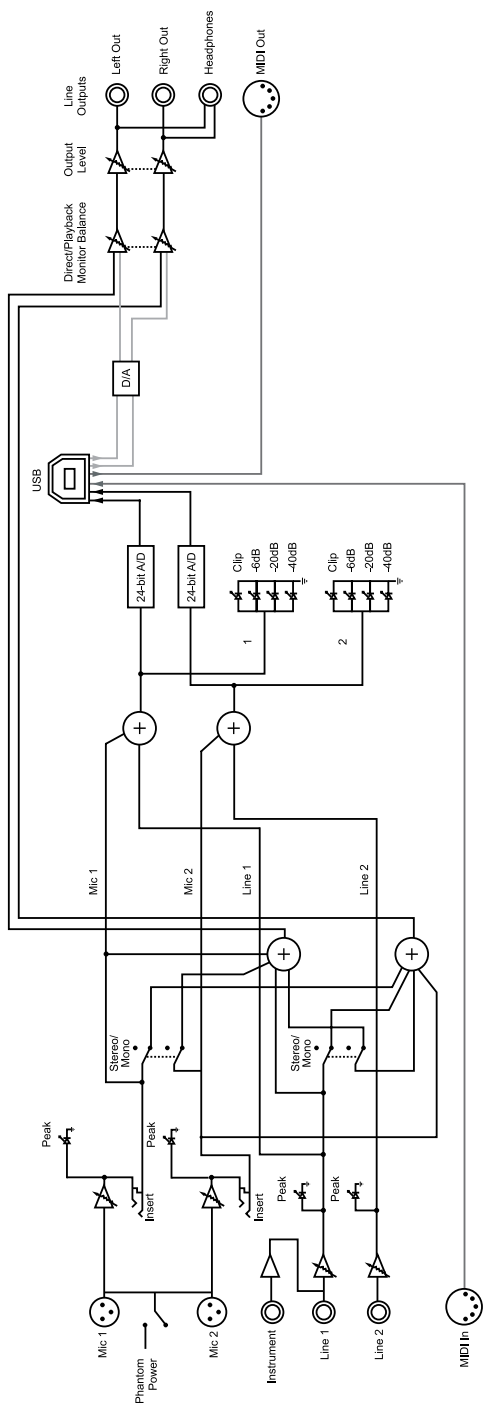 Mic 1
Phantom
Power
Mic 2
Instrument
Line 1
Line 2
MIDI In
Peak
Insert
Peak
Insert
Peak
Peak
Stereo/
Mono
Stereo/
Mono
Mic 1
Mic 2
Line 1
Line 2
24-bit A/D
24-bit A/D
1
Clip
-6dB
-20dB
-40dB
2
Clip
-6dB
-20dB
-40dB
USB
D/A
Direct/Playback
Monitor Balance
Output
Level
Line
Outputs
Left Out
Right Out
Headphones
MIDI Out